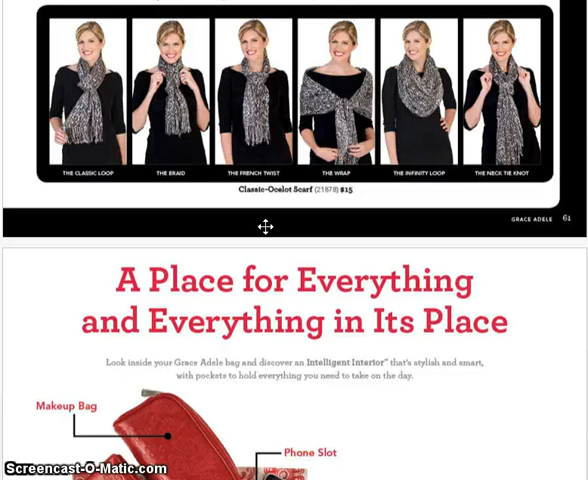 THE CLASSIC LOOP THE BRAID THE FRENCH TWIST THE WRAP THE INFINITY LOOP THE NECK TIE KNOT
Classic-Ocelot Scarf (21878) $15
GRACE ADELE 61
A Place for Everything
and Everything in Its Place
Look inside your Grace Adele bag and discover an Intelligent Interior™ that's stylish and smart,
with pockets to hold everything you need to take on the day.
Makeup Bag
Phone Slot
Screencast-O-Matic.com